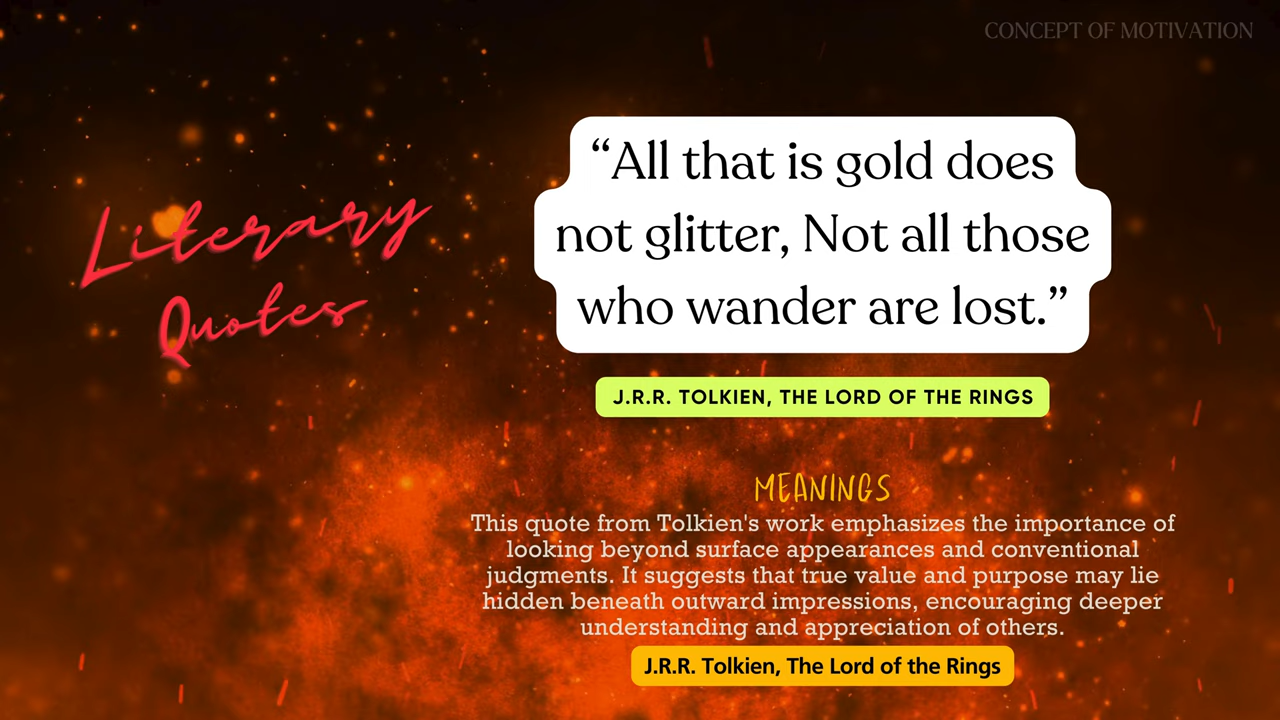 CONCEPT OF MOTIVATION
Literary
Quotes
“All that is gold does
not glitter, Not all those
who wander are lost.”
J.R.R. TOLKIEN, THE LORD OF THE RINGS
MEANINGS
This quote from Tolkien's work emphasizes the importance of
looking beyond surface appearances and conventional
judgments. It suggests that true value and purpose may lie
hidden beneath outward impressions, encouraging deeper
understanding and appreciation of others.
J.R.R. Tolkien, The Lord of the Rings